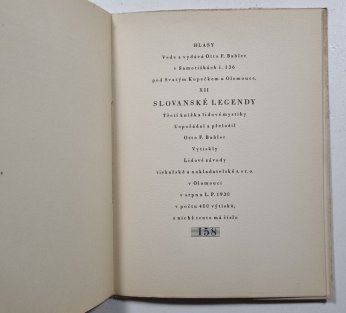 HLASY
Vede a vydává Otto F. Babler
v Samotiškách č. 136
pod Svatým Kopečkem u Olomouce.
XII
SLOVANSKÉ LEGENDY
Třetí knížka lidové mystiky
Uspořádal a přeložil
Otto F. Babler
Vytiskly
Lidové závody
tiskařské a nakladatelské s. s r. o.
v Olomouci
v srpnu L. P. 1930
v počtu 400 výtisků,
z nichž tento má číslo
158